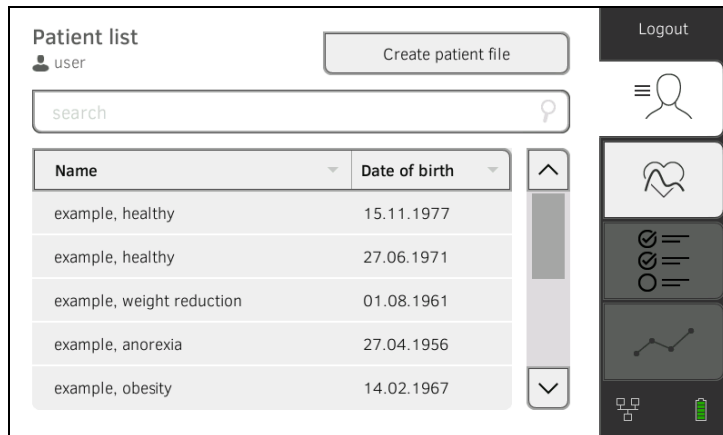 Patient list
user
Create patient file
Logout
search
Name Date of birth
example, healthy 15.11.1977
example, healthy 27.06.1971
example, weight reduction 01.08.1961
example, anorexia 27.04.1956
example, obesity 14.02.1967